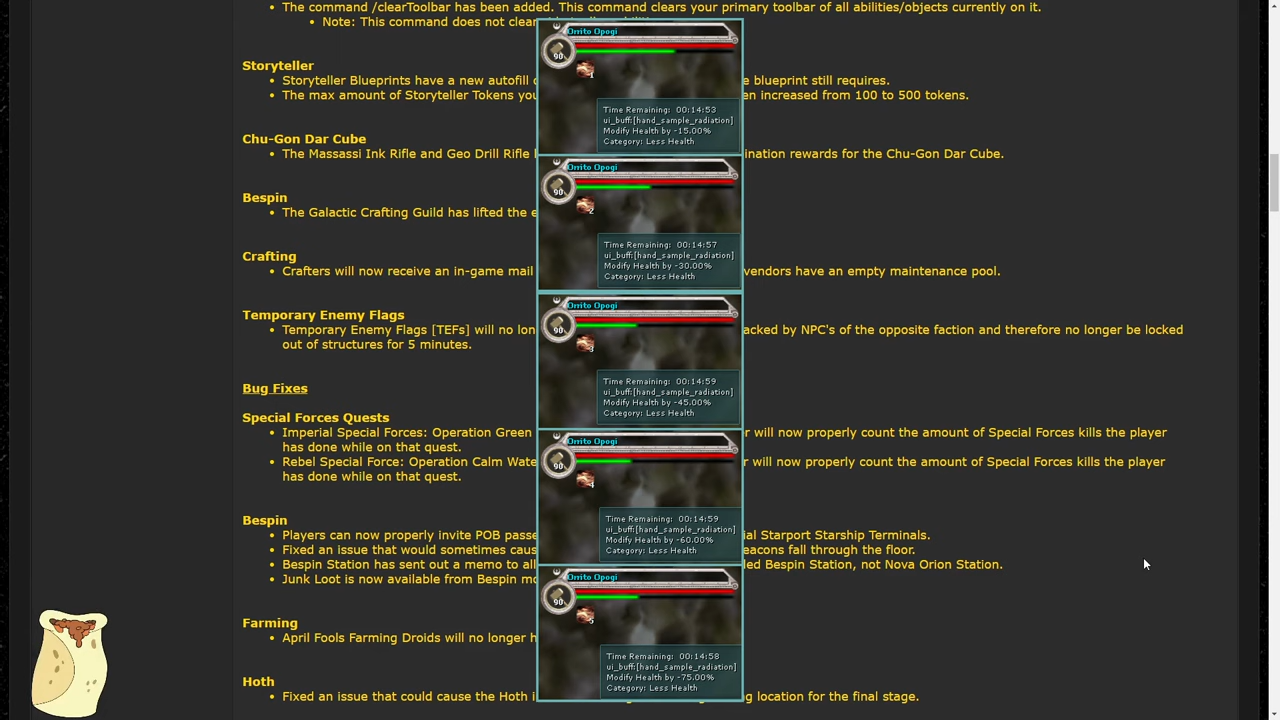 The command /clearToolbar has been added. This command clears your primary toolbar of all abilities/objects currently on it.
Note: This command does not clear
Storyteller
Storyteller Blueprints have a new autofill blueprint still requires.
The max amount of Storyteller Tokens you increased from 100 to 500 tokens.
Chu-Gon Dar Cube
The Massassi Ink Rifle and Geo Drill Rifle rewards for the Chu-Gon Dar Cube.
Bespin
The Galactic Crafting Guild has lifted the
Crafting
Crafters will now receive an in-game mail vendors have an empty maintenance pool.
Temporary Enemy Flags
Temporary Enemy Flags [TEFs] will no by NPC's of the opposite faction and therefore no longer be locked
out of structures for 5 minutes.
Bug Fixes
Special Forces Quests
Imperial Special Forces: Operation Green will now properly count the amount of Special Forces kills the player
has done while on that quest.
Rebel Special Force: Operation Calm will now properly count the amount of Special Forces kills the player
has done while on that quest.
Bespin
Players can now properly invite POB Starport Starship Terminals.
Fixed an issue that would sometimes fall through the floor.
Bespin Station has sent out a memo to Bespin Station, not Nova Orion Station.
Junk Loot is now available from Bespin
Farming
April Fools Farming Droids will no longer
Hoth
Fixed an issue that could cause the Hoth location for the final stage.
Orrito Opogi
90
1
Time Remaining: 00:14:53
ui_buff:[hand_sample_radiation]
Modify Health by -15.00%
Category: Less Health
Orrito Opogi
90
2
Time Remaining: 00:14:57
ui_buff:[hand_sample_radiation]
Modify Health by -30.00%
Category: Less Health
Orrito Opogi
90
3
Time Remaining: 00:14:59
ui_buff:[hand_sample_radiation]
Modify Health by -45.00%
Category: Less Health
Orrito Opogi
90
4
Time Remaining: 00:14:59
ui_buff:[hand_sample_radiation]
Modify Health by -60.00%
Category: Less Health
Orrito Opogi
90
5
Time Remaining: 00:14:58
ui_buff:[hand_sample_radiation]
Modify Health by -75.00%
Category: Less Health